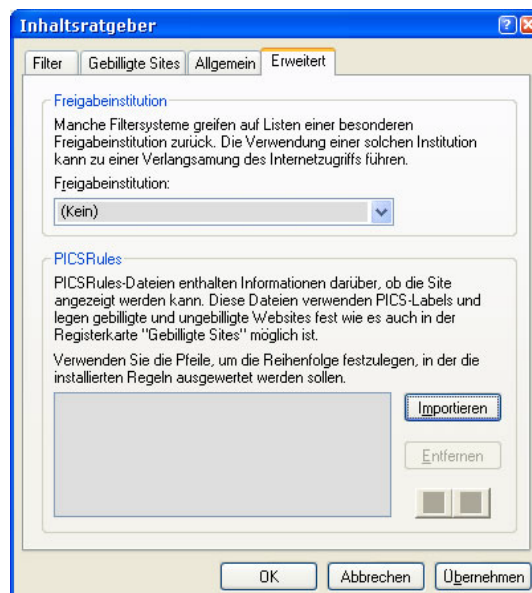 Inhaltsratgeber
Filter Gebilligte Sites Allgemein Erweitert
Freigabeinstitution
Manche Filtersysteme greifen auf Listen einer besonderen
Freigabeinstitution zurück. Die Verwendung einer solchen Institution
kann zu einer Verlangsamung des Internetzugriffs führen.
Freigabeinstitution:
(Kein)
PICSRules
PICSRules-Dateien enthalten Informationen darüber, ob die Site
angezeigt werden kann. Diese Dateien verwenden PICS-Labels und
legen gebilligte und ungebilligte Websites fest wie es auch in der
Registerkarte "Gebilligte Sites" möglich ist.
Verwenden Sie die Pfeile, um die Reihenfolge festzulegen, in der die
installierten Regeln ausgewertet werden sollen.
Importieren
Entfernen
OK Abbrechen Übernehmen